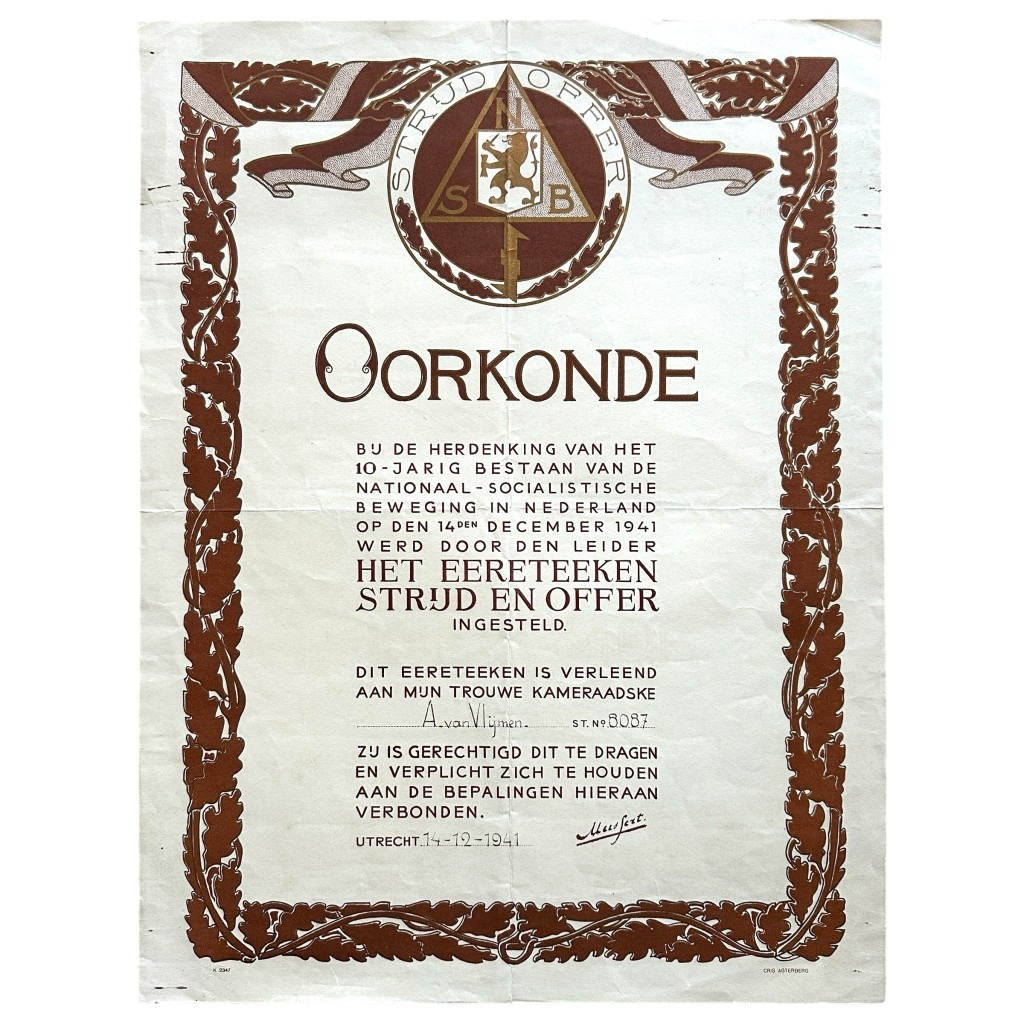 STRIJD OFFER
N
S B
OORKONDE
BIJ DE HERDENKING VAN HET
10-JARIG BESTAAN VAN DE
NATIONAAL-SOCIALISTISCHE
BEWEGING IN NEDERLAND
OP DEN 14DEN DECEMBER 1941
WERD DOOR DEN LEIDER
HET EERETEEKEN
STRIJD EN OFFER
INGESTELD.
DIT EERETEEKEN IS VERLEEND
AAN MIJN TROUWE KAMERAADSKE
A. van Vlijmen. ST. No 8087
ZIJ IS GERECHTIGD DIT TE DRAGEN
EN VERPLICHT ZICH TE HOUDEN
AAN DE BEPALINGEN HIERAAN
VERBONDEN.
UTRECHT 14-12-1941 Mussert.
K 2347 CRIS AGTERBERG